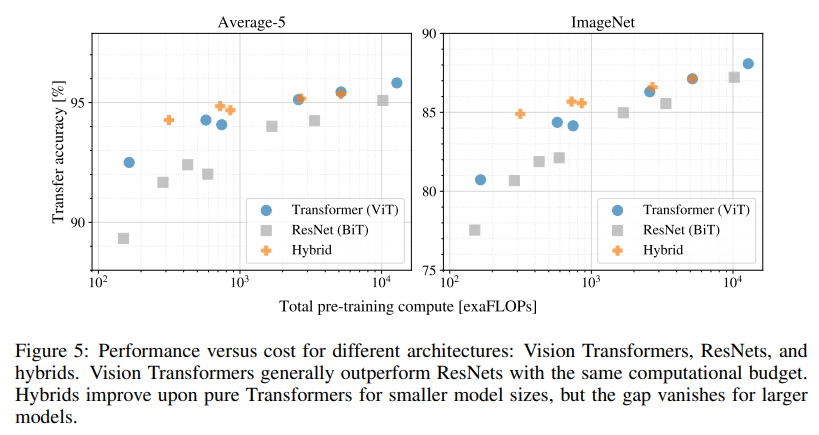 Average-5
ImageNet
Transfer accuracy [%]
95
90
90
85
80
75
Transformer (ViT)
ResNet (BiT)
Hybrid
Transformer (ViT)
ResNet (BiT)
Hybrid
10² 10³ 10⁴
10² 10³ 10⁴
Total pre-training compute [exaFLOPs]
Figure 5: Performance versus cost for different architectures: Vision Transformers, ResNets, and
hybrids. Vision Transformers generally outperform ResNets with the same computational budget.
Hybrids improve upon pure Transformers for smaller model sizes, but the gap vanishes for larger
models.